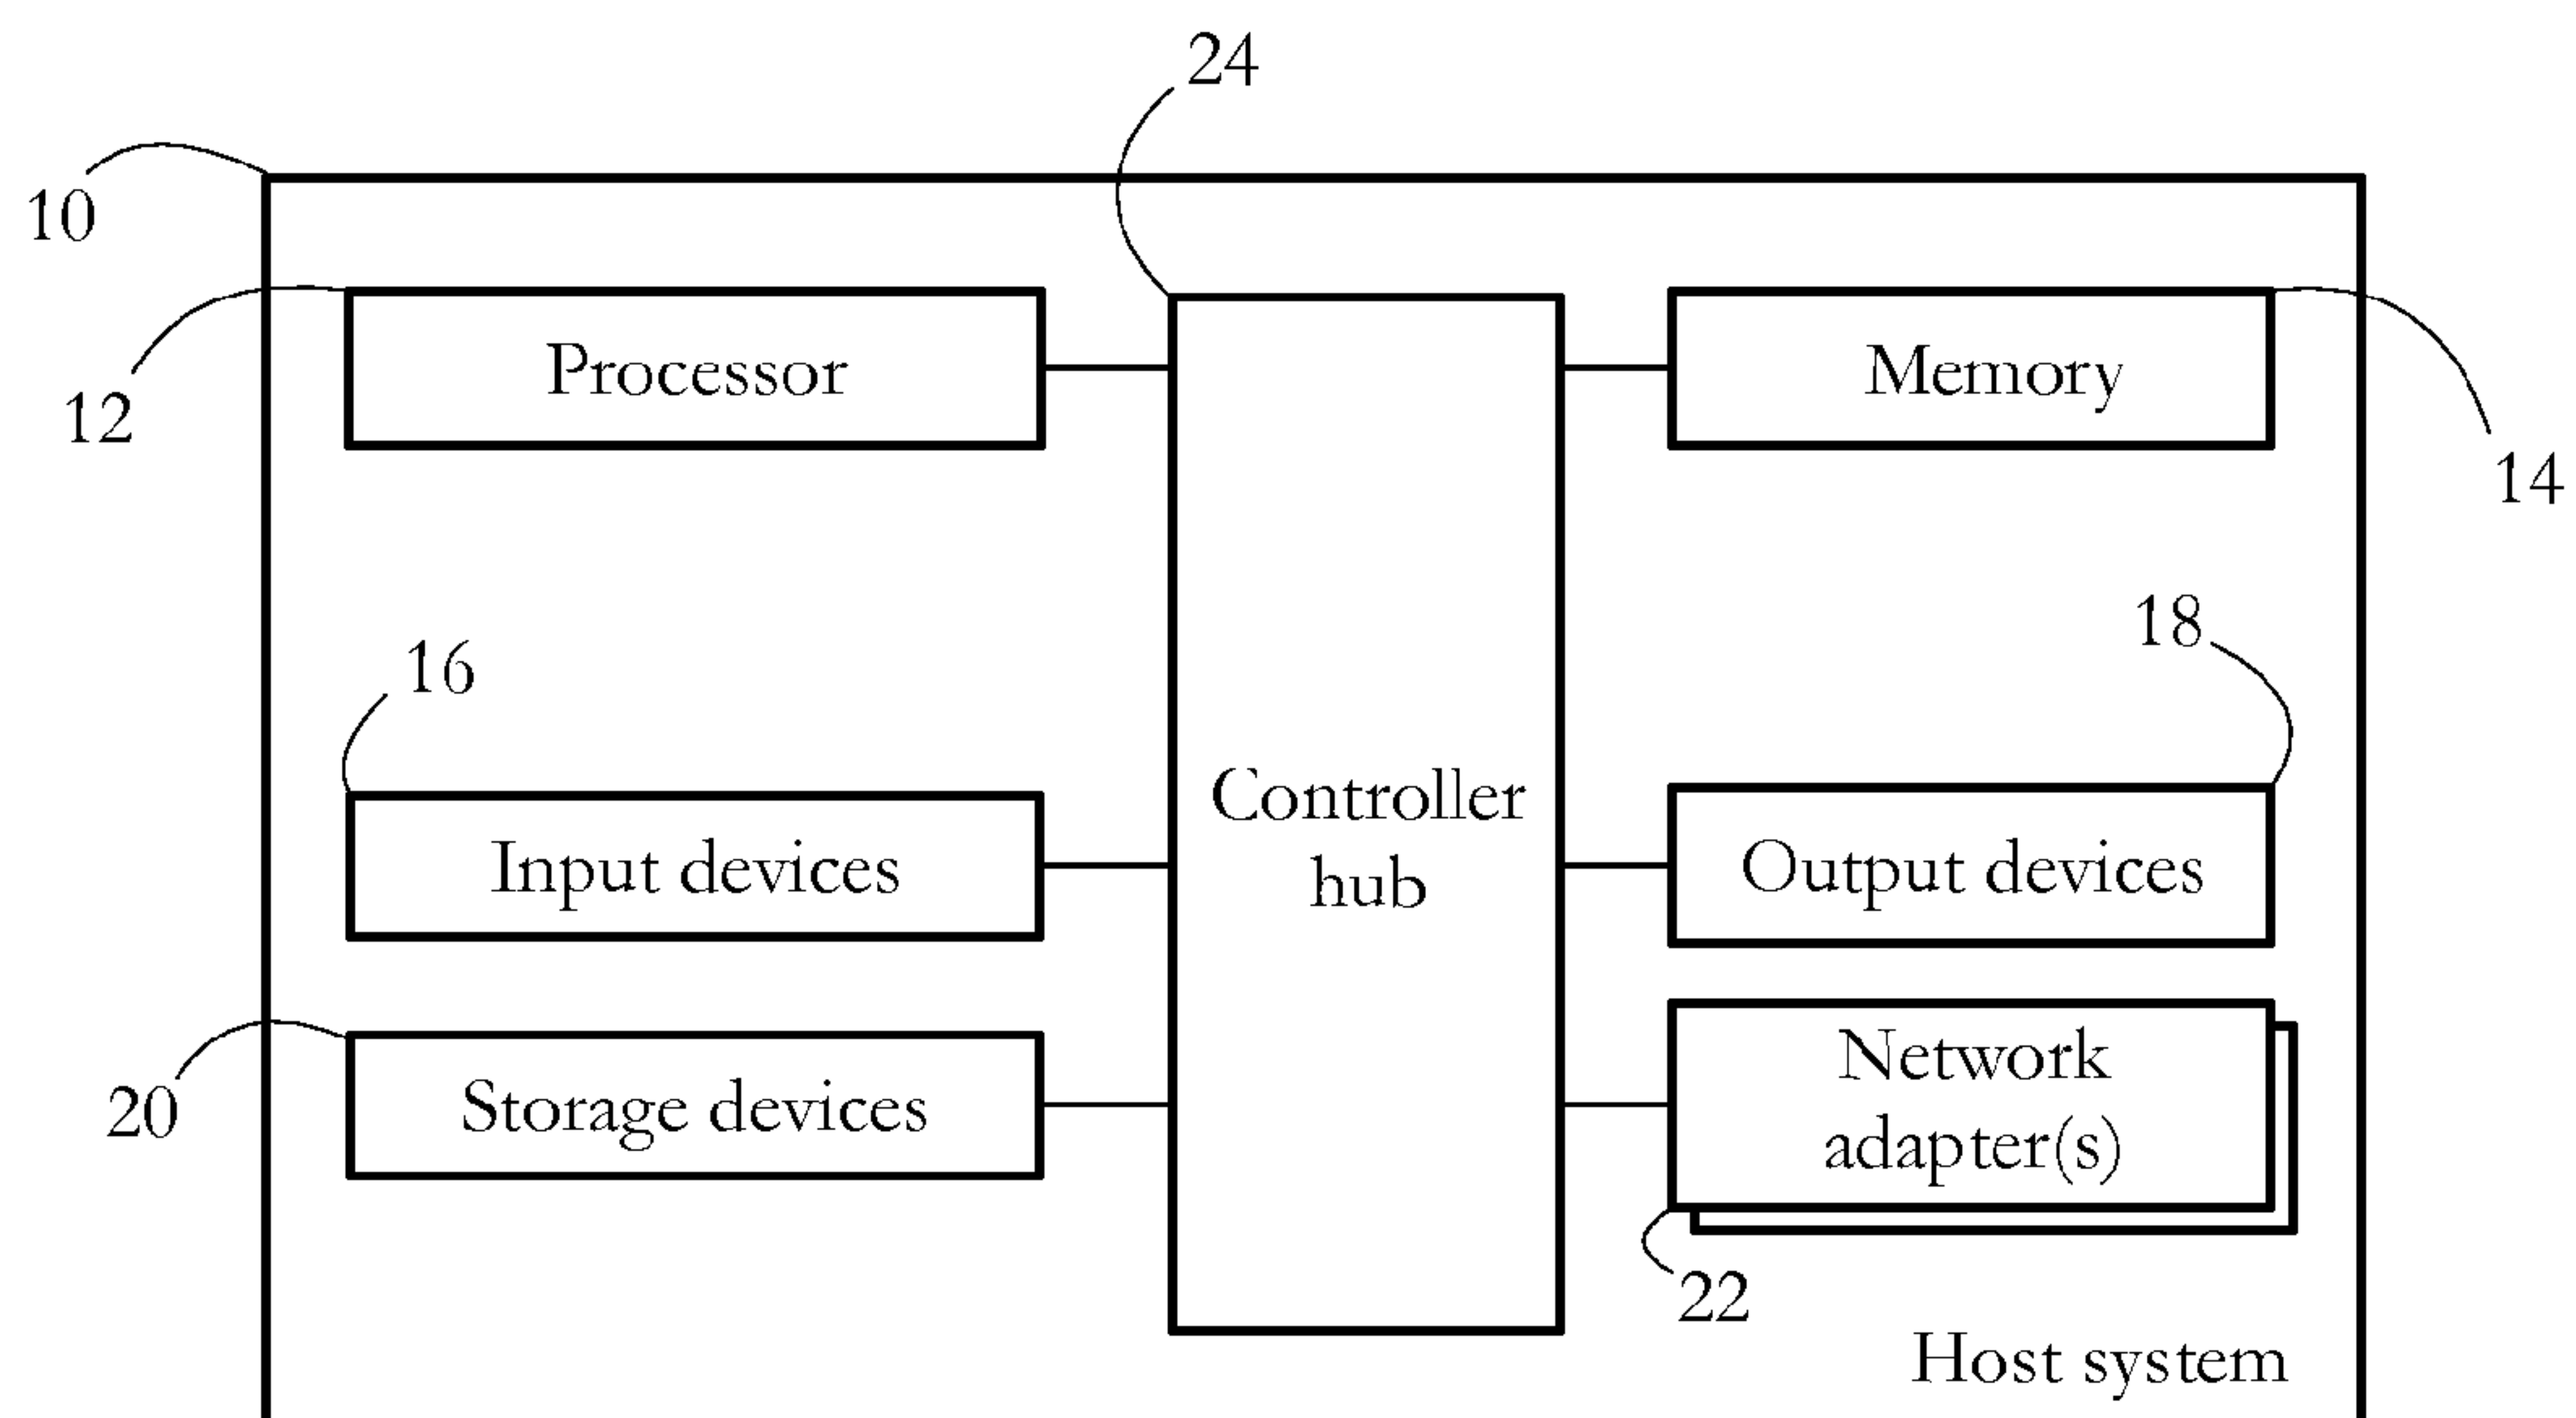 24
10
12
Processor
Memory
14
16
18
Controller
hub
Input devices
Output devices
20
Storage devices
Network
adapter(s)
22
Host system